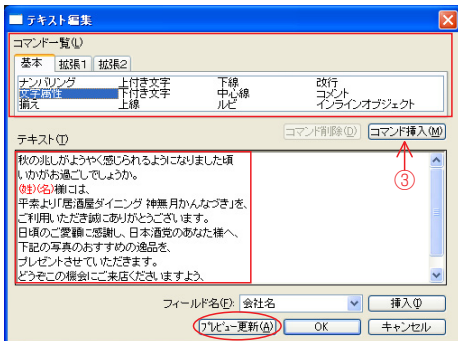 テキスト編集
コマンド一覧(L)
基本 拡張1 拡張2
ナンバリング 上付き文字 下線 改行
文字属性 下付き文字 中心線 コメント
揃え 上線 ルビ インラインオブジェクト
コマンド削除(D) コマンド挿入(M)
テキスト(T)
秋の兆しがようやく感じられるようになりました頃
いかがお過ごしでしょうか。
(姓)(名)様には、
平素より「居酒屋ダイニング 神無月かんなづき」を、
ご利用いただき誠にありがとうございます。
日頃のご愛顧に感謝し、日本酒党のあなた様へ、
下記の写真のおすすめの逸品を、
プレゼントさせていただきます。
どうぞこの機会にご来店くださいますよう、
③
フィールド名(F): 会社名 挿入(I)
プレビュー更新(A) OK キャンセル